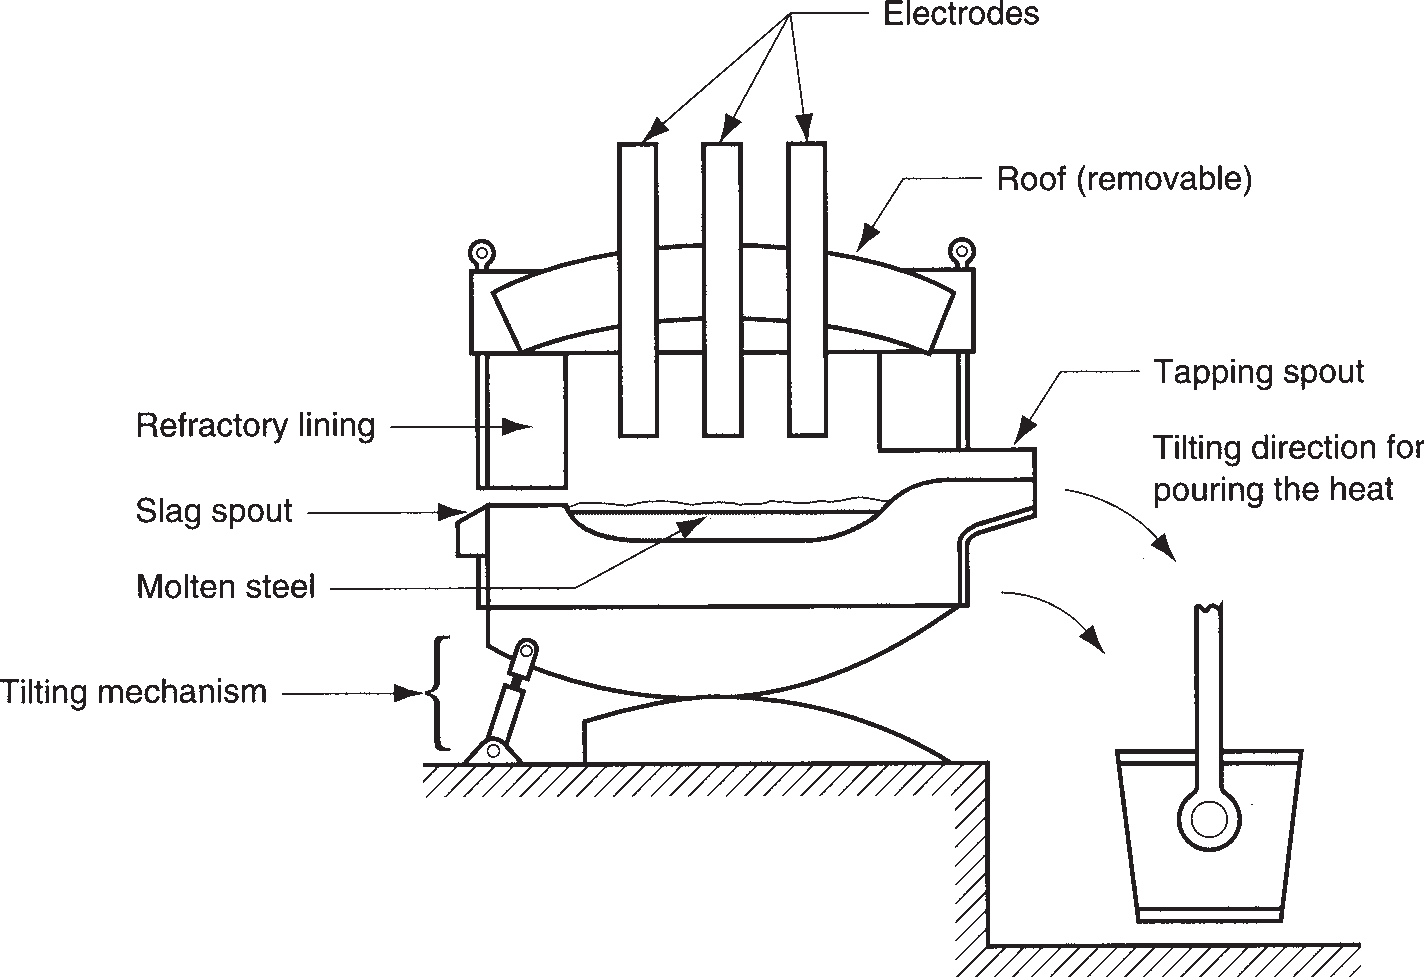 Electrodes
Roof (removable)
Tapping spout
Refractory lining
Tilting direction for
pouring the heat
Slag spout
Molten steel
Tilting mechanism